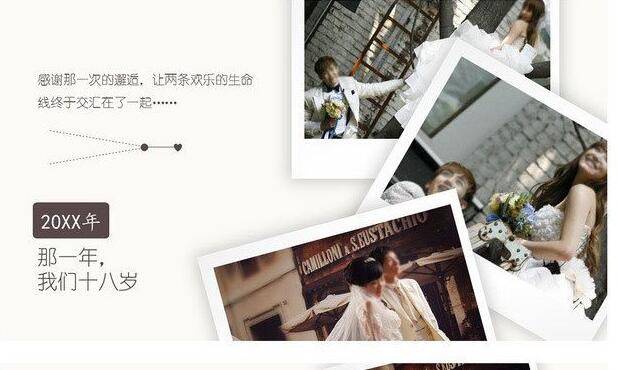 感谢那一次的邂逅，让两条欢乐的生命
线终于交汇在了一起……
20XX年
那一年，
我们十八岁
CAMILLONI A S.EUSTACHIO